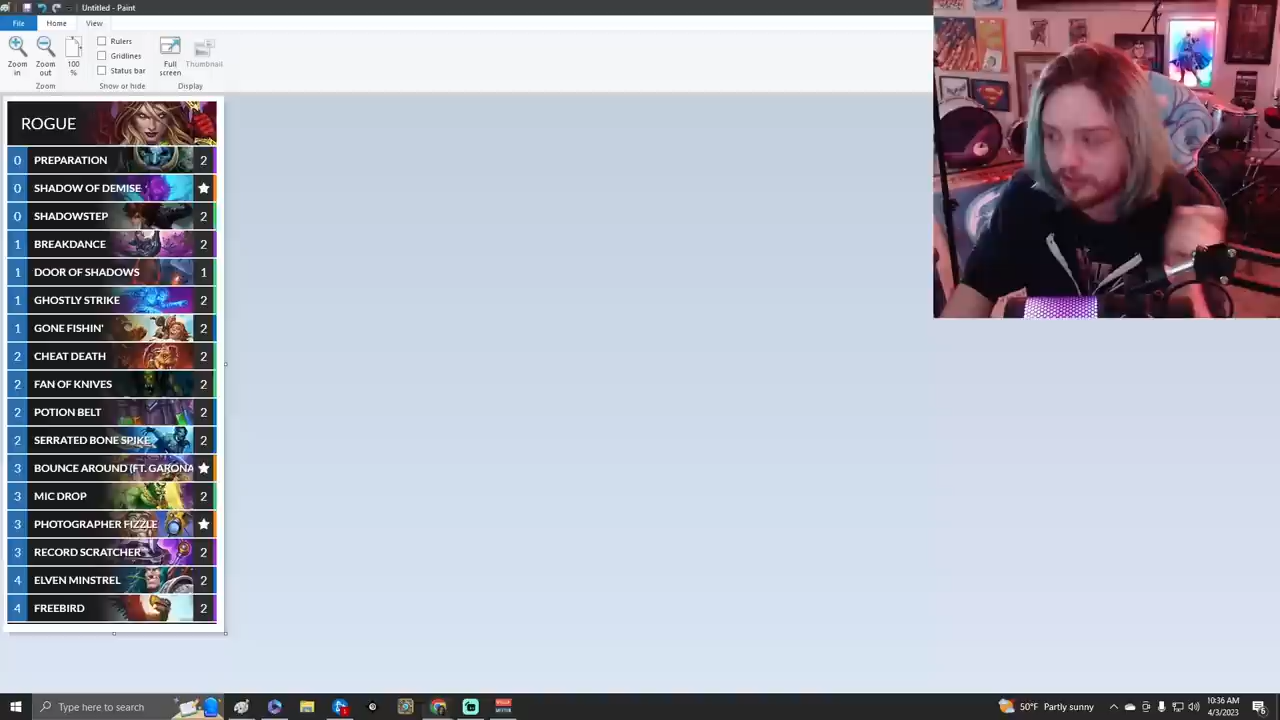 Untitled - Paint
File Home View
Zoom in
Zoom out
100 %
Rulers
Gridlines
Status bar
Full screen
Thumbnail
Zoom
Show or hide
Display
ROGUE
0 PREPARATION 2
0 SHADOW OF DEMISE
0 SHADOWSTEP 2
1 BREAKDANCE 2
1 DOOR OF SHADOWS 1
1 GHOSTLY STRIKE 2
1 GONE FISHIN' 2
2 CHEAT DEATH 2
2 FAN OF KNIVES 2
2 POTION BELT 2
2 SERRATED BONE SPIKE 2
3 BOUNCE AROUND (FT. GARONA
3 MIC DROP 2
3 PHOTOGRAPHER FIZZLE
3 RECORD SCRATCHER 2
4 ELVEN MINSTREL 2
4 FREEBIRD 2
Type here to search
50°F Partly sunny
10:36 AM
4/3/2023